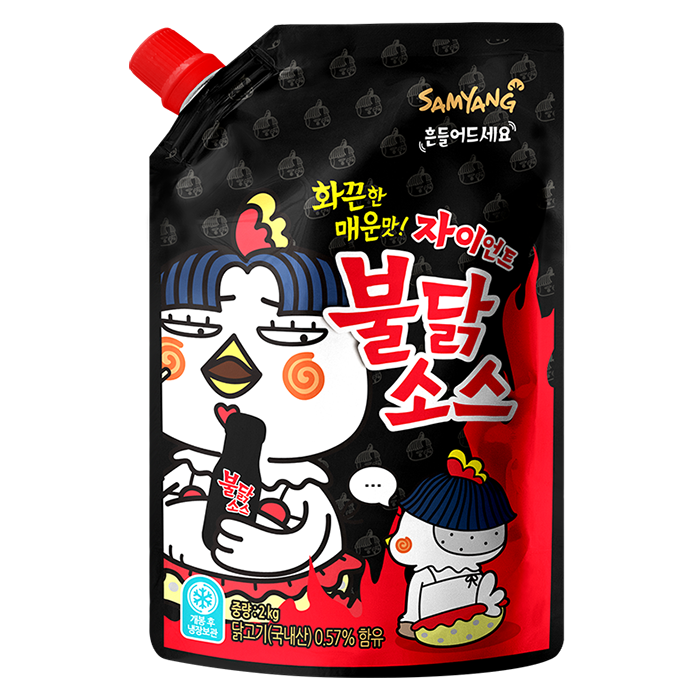 SAMYANG
흔들어드세요
화끈한
매운맛! 자이언트
불닭
소스
...
불닭
소스
개봉 후
냉장보관
중량:2kg
닭고기(국내산) 0.57% 함유